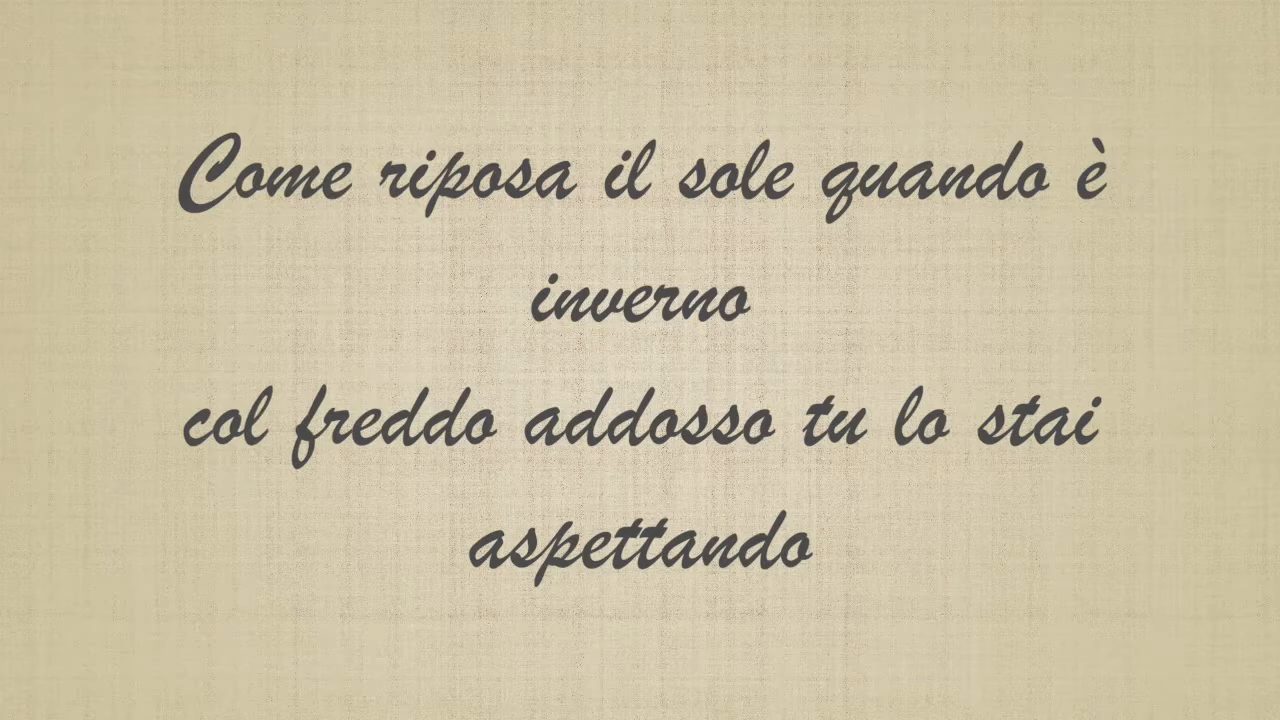 Come riposa il sole quando è
inverno
col freddo addosso tu lo stai
aspettando